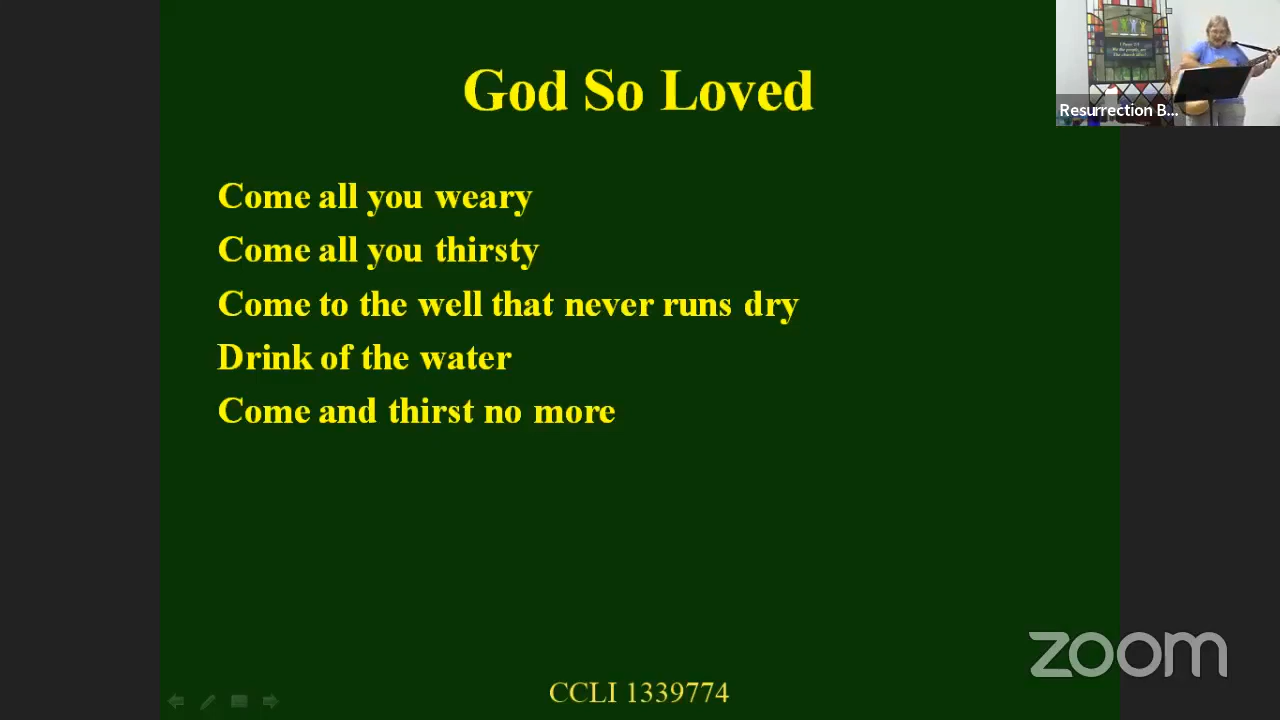 God So Loved
Come all you weary
Come all you thirsty
Come to the well that never runs dry
Drink of the water
Come and thirst no more
CCLI 1339774
Resurrection B...
zoom